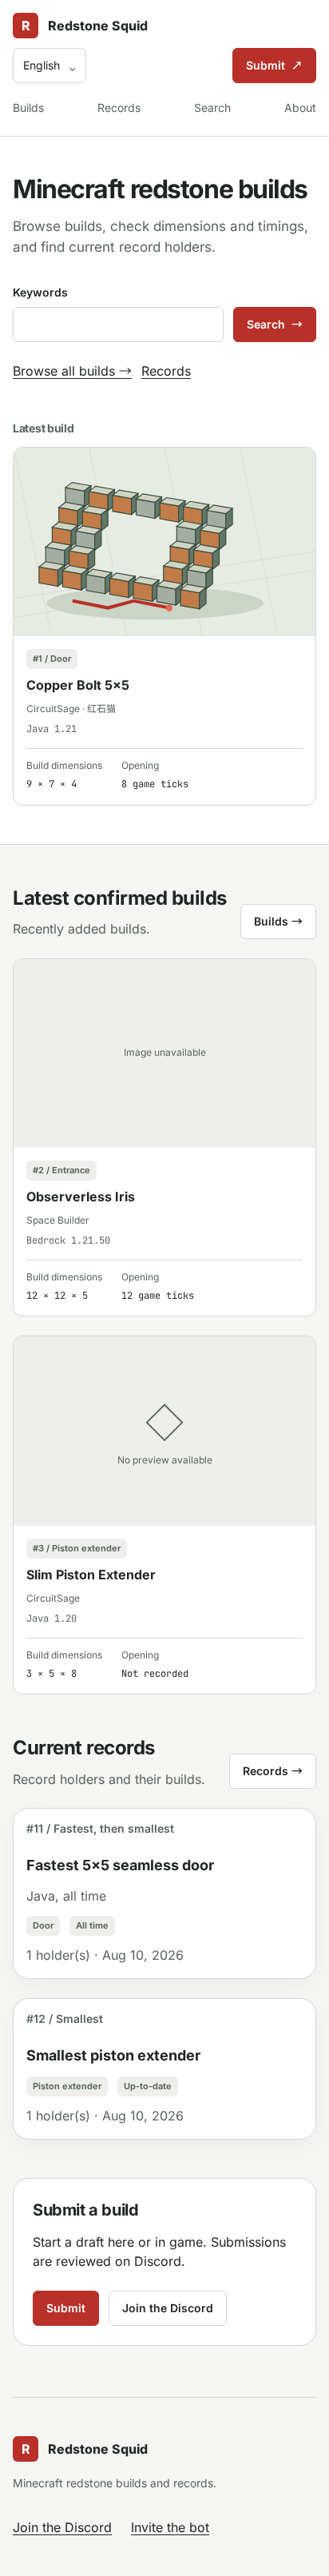 R Redstone Squid
English
Submit ↗
Builds Records Search About
Minecraft redstone builds
Browse builds, check dimensions and timings,
and find current record holders.
Keywords
Search →
Browse all builds → Records
Latest build
#1 / Door
Copper Bolt 5×5
CircuitSage · 红石猫
Java 1.21
Build dimensions Opening
9 × 7 × 4 8 game ticks
Latest confirmed builds
Recently added builds.
Builds →
Image unavailable
#2 / Entrance
Observerless Iris
Space Builder
Bedrock 1.21.50
Build dimensions Opening
12 × 12 × 5 12 game ticks
No preview available
#3 / Piston extender
Slim Piston Extender
CircuitSage
Java 1.20
Build dimensions Opening
3 × 5 × 8 Not recorded
Current records
Record holders and their builds.
Records →
#11 / Fastest, then smallest
Fastest 5×5 seamless door
Java, all time
Door All time
1 holder(s) · Aug 10, 2026
#12 / Smallest
Smallest piston extender
Piston extender Up-to-date
1 holder(s) · Aug 10, 2026
Submit a build
Start a draft here or in game. Submissions
are reviewed on Discord.
Submit Join the Discord
R Redstone Squid
Minecraft redstone builds and records.
Join the Discord Invite the bot